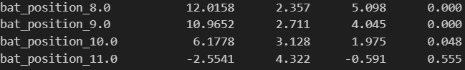 bat_position_8.0 12.0158 2.357 5.098 0.000
bat_position_9.0 10.9652 2.711 4.045 0.000
bat_position_10.0 6.1778 3.128 1.975 0.048
bat_position_11.0 -2.5541 4.322 -0.591 0.555